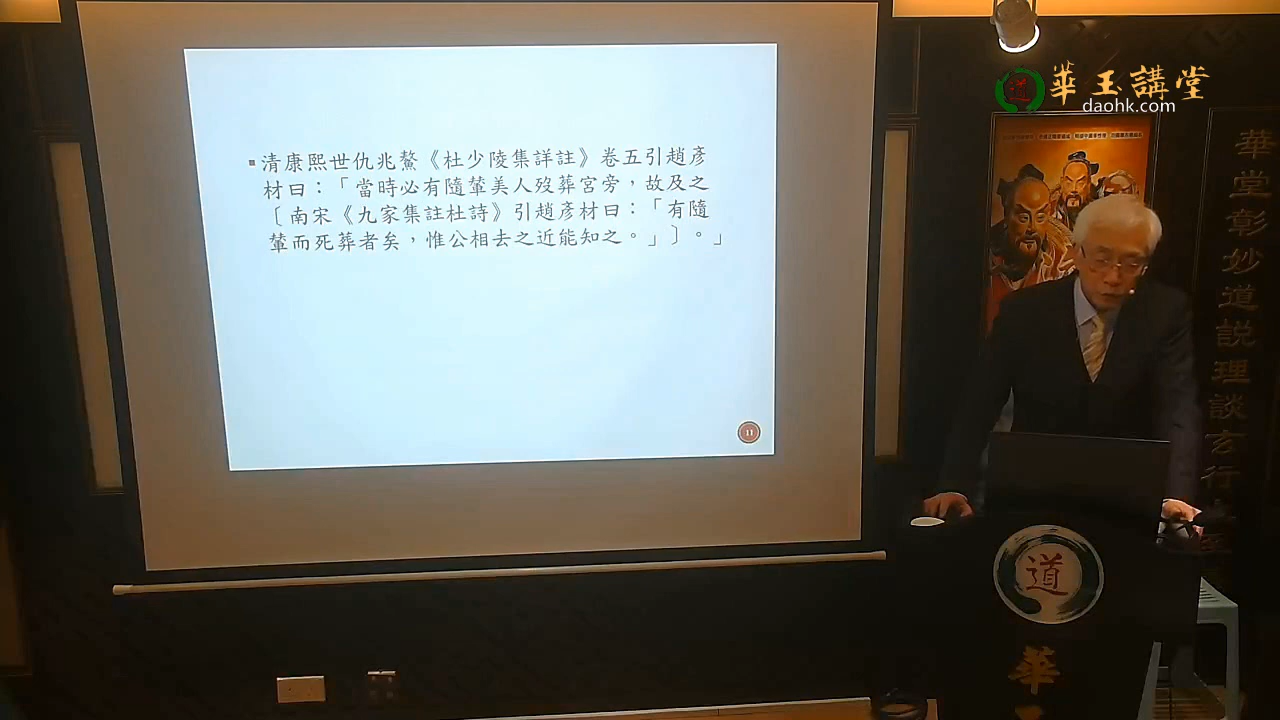 華玉講堂
daohk.com
道
清康熙世仇兆鰲《杜少陵集詳註》卷五引趙彥
材曰：「當時必有隨輦美人歿葬宮旁，故及之
〔南宋《九家集註杜詩》引趙彥材曰：「有隨
輦而死葬者矣，惟公相去之近能知之。」〕。」
11
華堂彰妙道説理談玄行
道
華